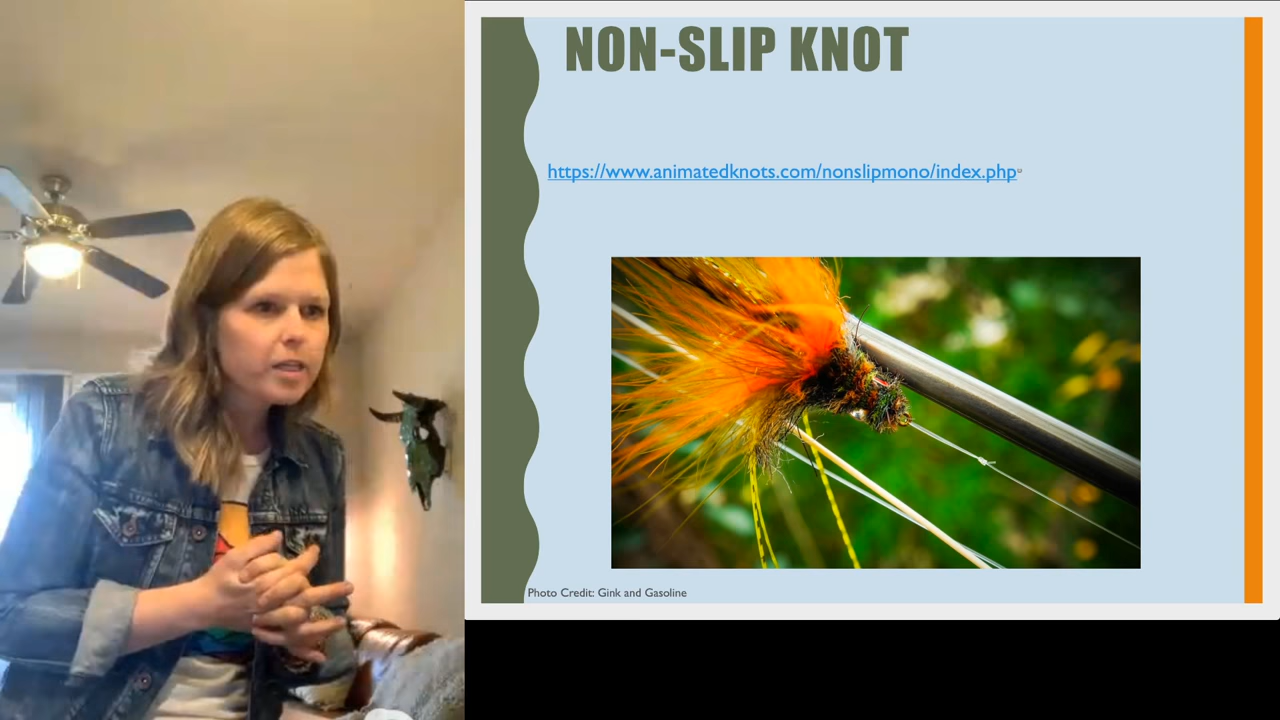 NON-SLIP KNOT
https://www.animatedknots.com/nonslipmono/index.php
Photo Credit: Gink and Gasoline